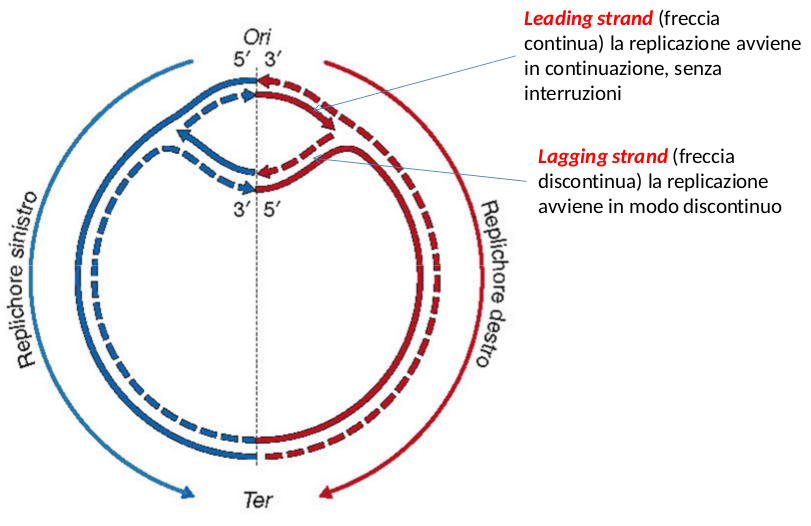 Leading strand (freccia
continua) la replicazione avviene
in continuazione, senza
interruzioni
Ori
5′ 3′
Lagging strand (freccia
discontinua) la replicazione
avviene in modo discontinuo
3′ 5′
Replichore sinistro
Replichore destro
Ter